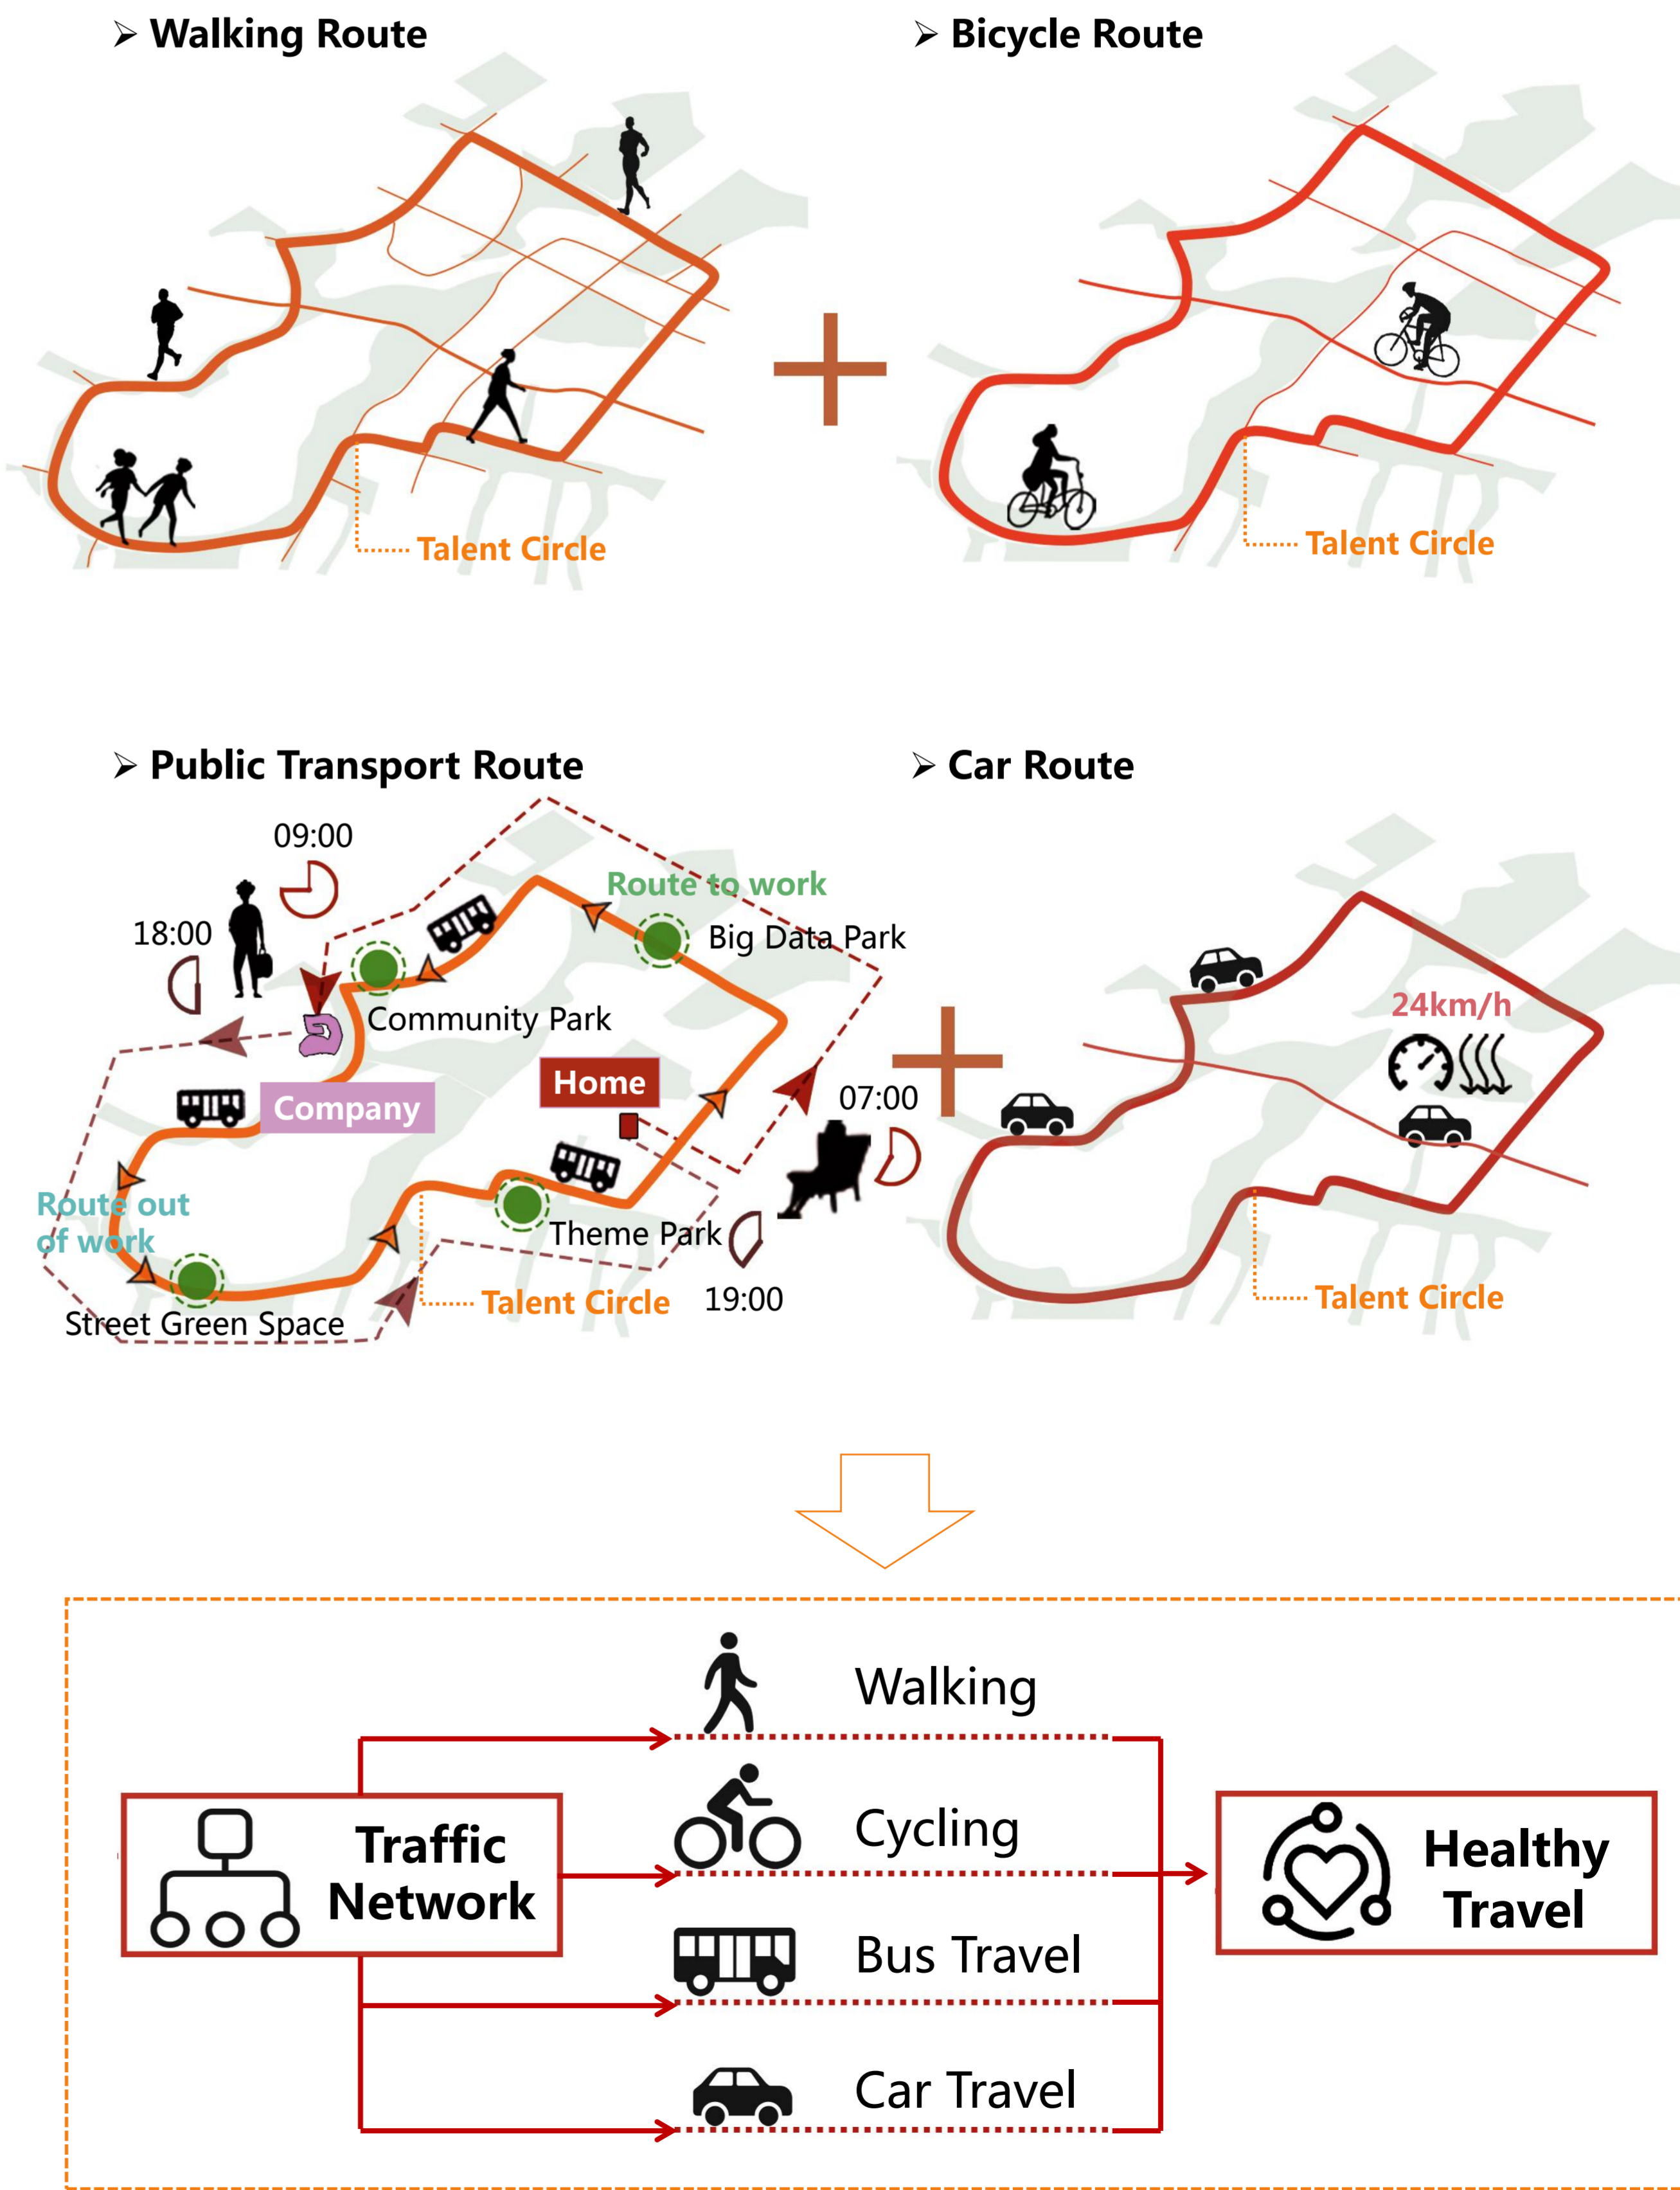 ➢ Walking Route
➢ Bicycle Route
Talent Circle
Talent Circle
➢ Public Transport Route
➢ Car Route
09:00
Route to work
18:00
Big Data Park
24km/h
Community Park
Home
07:00
Company
Route out
of work
Theme Park
Talent Circle
19:00
Talent Circle
Street Green Space
Walking
Traffic
Network
Cycling
Healthy
Travel
Bus Travel
Car Travel